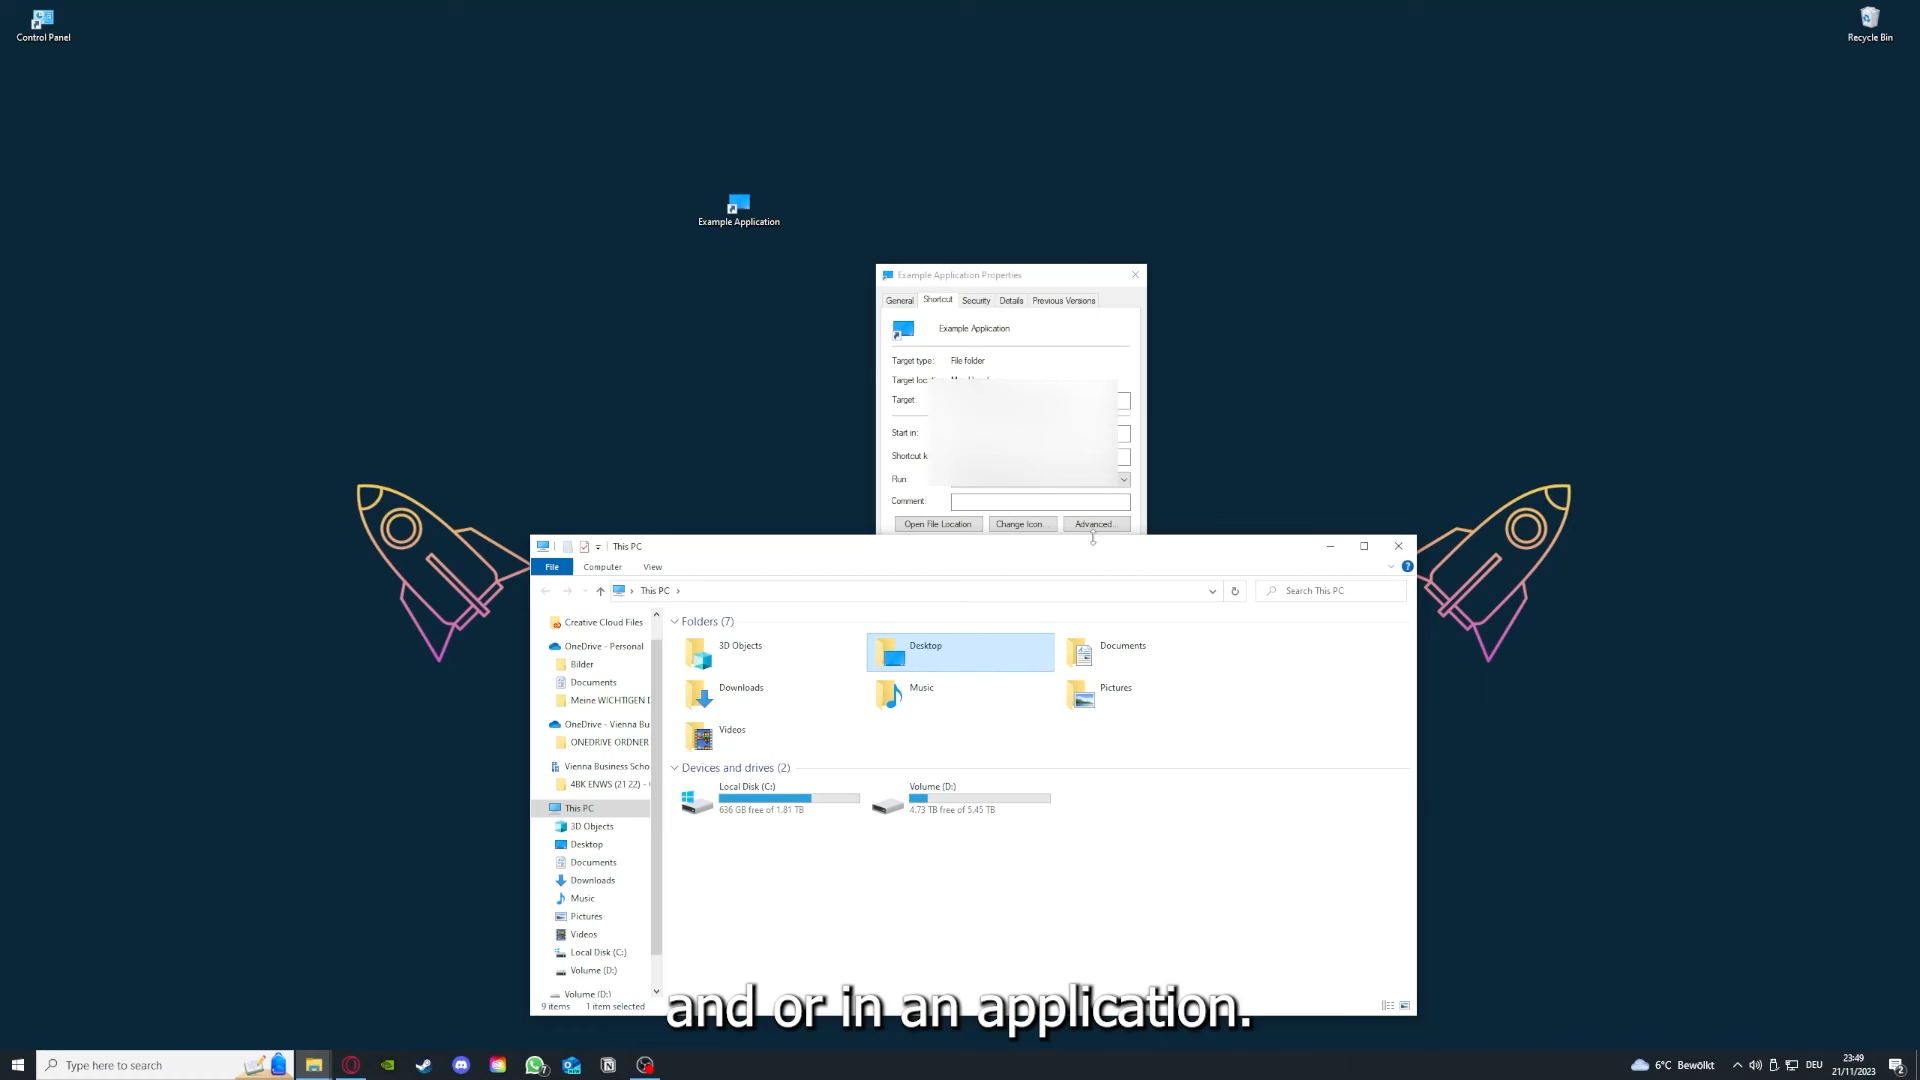 Control Panel
Recycle Bin
Example Application
Example Application Properties
General Shortcut Security Details Previous Versions
Example Application
Target type: File folder
Target
Target:
Start in:
Shortcut
Run:
Comment:
Open File Location Change Icon... Advanced...
This PC
File Computer View
This PC
Search This PC
Creative Cloud Files
OneDrive - Personal
Bilder
Documents
Meine WICHTIGEN
OneDrive - Vienna Bu
ONEDRIVE ORDNER
Vienna Business Scho
4BK ENWS (21 22) -
This PC
3D Objects
Desktop
Documents
Downloads
Music
Pictures
Videos
Local Disk (C:)
Volume (D:)
Volume (D:)
Folders (7)
3D Objects
Desktop
Documents
Downloads
Music
Pictures
Videos
Devices and drives (2)
Local Disk (C:)
636 GB free of 1.81 TB
Volume (D:)
4.73 TB free of 5.45 TB
9 items 1 item selected
and or in an application.
Type here to search
7
6°C Bewölkt
DEU
23:49
21/11/2023
2